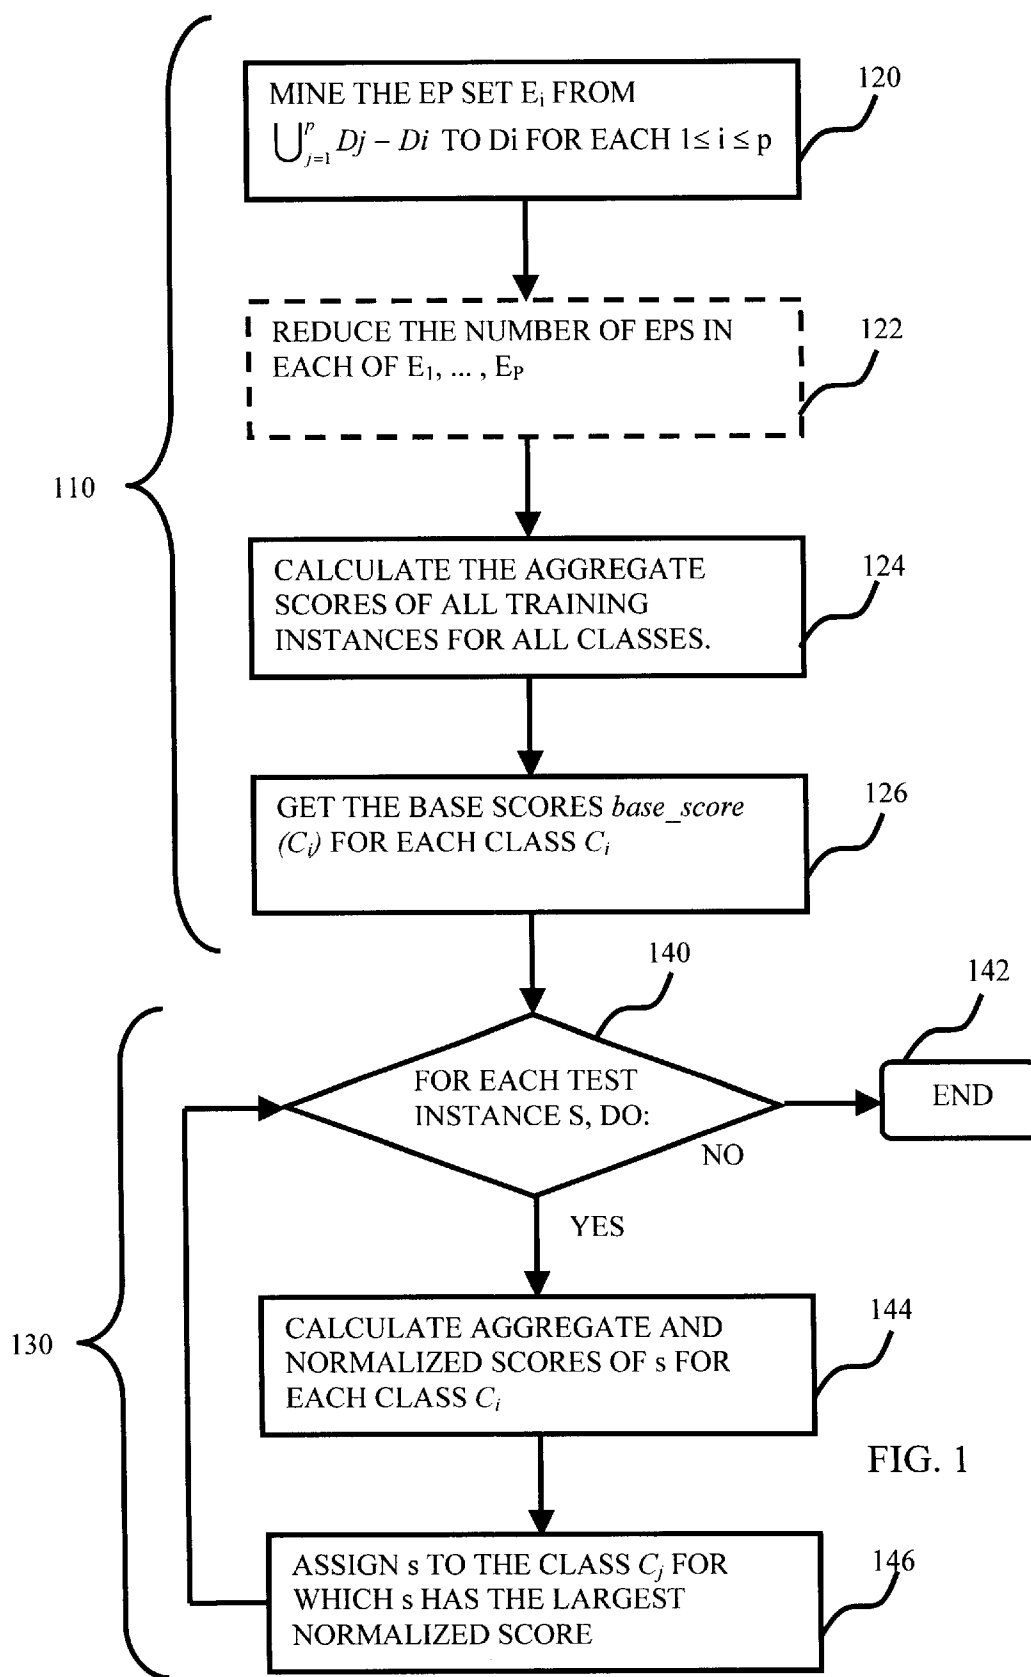 MINE THE EP SET Eᵢ FROM
⋃ᵖⱼ₌₁ Dj – Di TO Di FOR EACH 1≤ i ≤ p
120
REDUCE THE NUMBER OF EPS IN
EACH OF E₁, ... , Eₚ
122
110
CALCULATE THE AGGREGATE
SCORES OF ALL TRAINING
INSTANCES FOR ALL CLASSES.
124
GET THE BASE SCORES base_score
(Cᵢ) FOR EACH CLASS Cᵢ
126
140
142
FOR EACH TEST
INSTANCE S, DO:
END
NO
YES
130
CALCULATE AGGREGATE AND
NORMALIZED SCORES OF s FOR
EACH CLASS Cᵢ
144
FIG. 1
ASSIGN s TO THE CLASS Cⱼ FOR
WHICH s HAS THE LARGEST
NORMALIZED SCORE
146